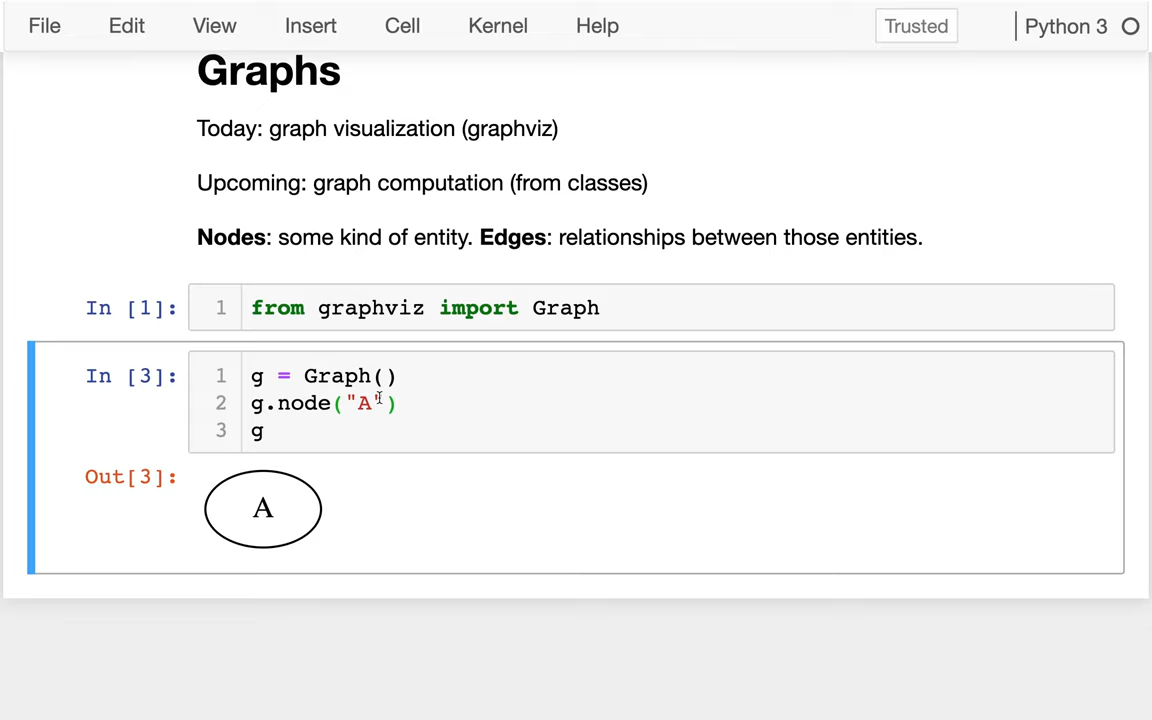 File Edit View Insert Cell Kernel Help Trusted Python 3
Graphs
Today: graph visualization (graphviz)
Upcoming: graph computation (from classes)
Nodes: some kind of entity. Edges: relationships between those entities.
In [1]: 1 from graphviz import Graph
In [3]: 1 g = Graph()
2 g.node("A")
3 g
Out[3]:
A